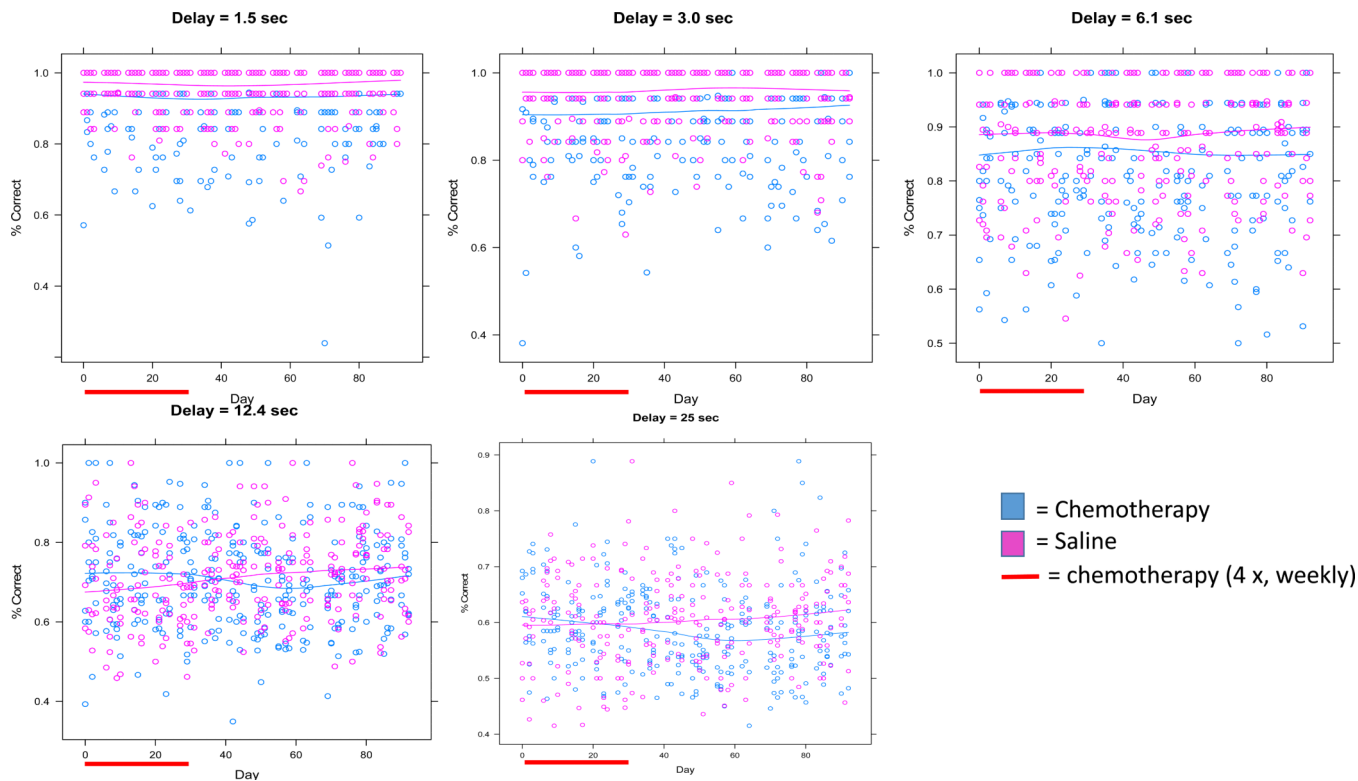 Delay = 1.5 sec
% Correct
1.0
0.8
0.6
0.4
0
20
40
60
80
Day
Delay = 3.0 sec
% Correct
1.0
0.8
0.6
0.4
0
20
40
60
80
Day
Delay = 6.1 sec
% Correct
1.0
0.9
0.8
0.7
0.6
0.5
0
20
40
60
80
Day
Delay = 12.4 sec
% Correct
1.0
0.8
0.6
0.4
0
20
40
60
80
Day
Delay = 25 sec
% Correct
0.9
0.8
0.7
0.6
0.5
0.4
0
20
40
60
80
Day
= Chemotherapy
= Saline
= chemotherapy (4 x, weekly)